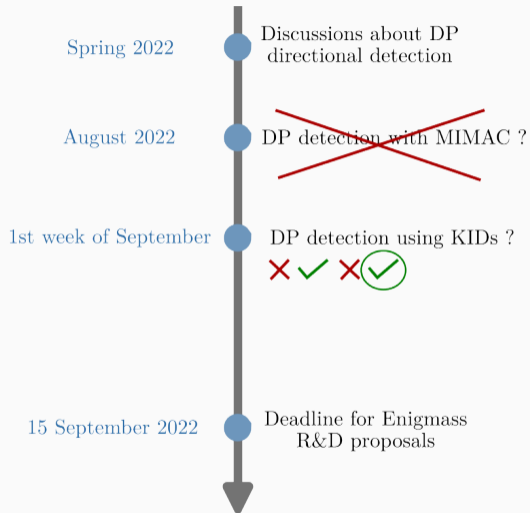 Spring 2022
Discussions about DP
directional detection
August 2022
DP detection with MIMAC ?
1st week of September
DP detection using KIDs ?
15 September 2022
Deadline for Enigmass
R&D proposals